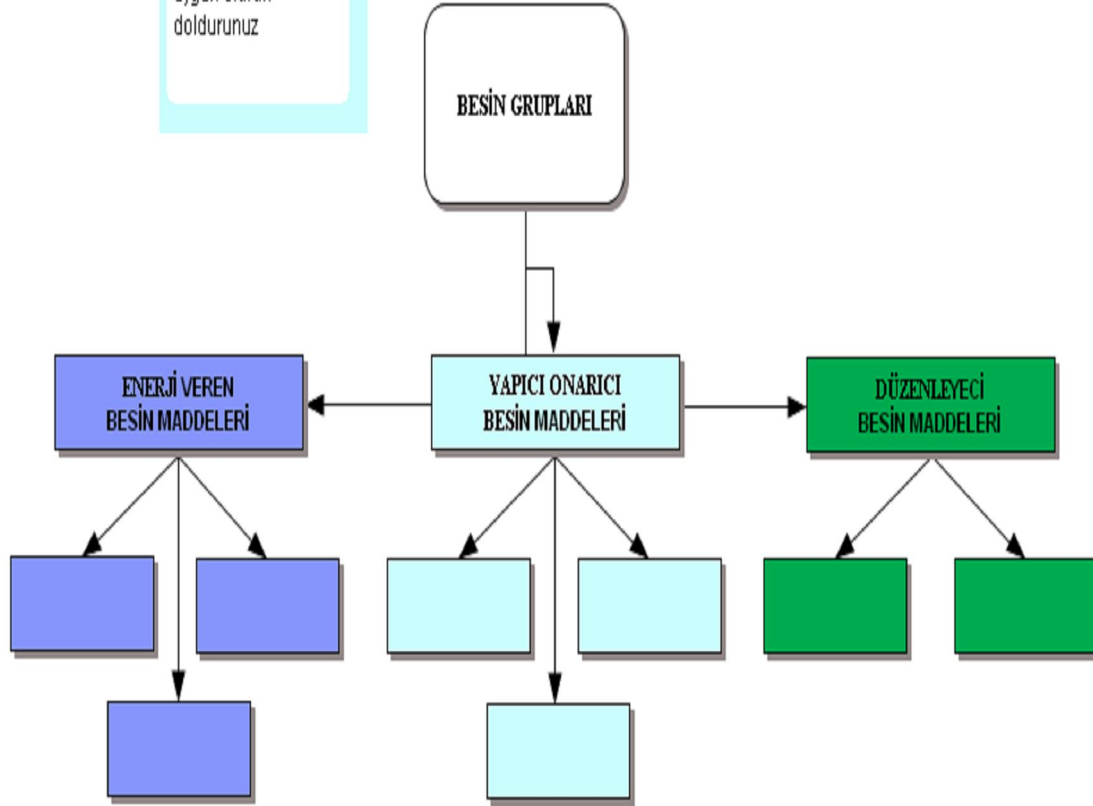 doldurunuz
BESİN GRUPLARI
ENERJİ VEREN
BESİN MADDELERİ
YAPICI ONARICI
BESİN MADDELERİ
DÜZENLEYECİ
BESİN MADDELERİ